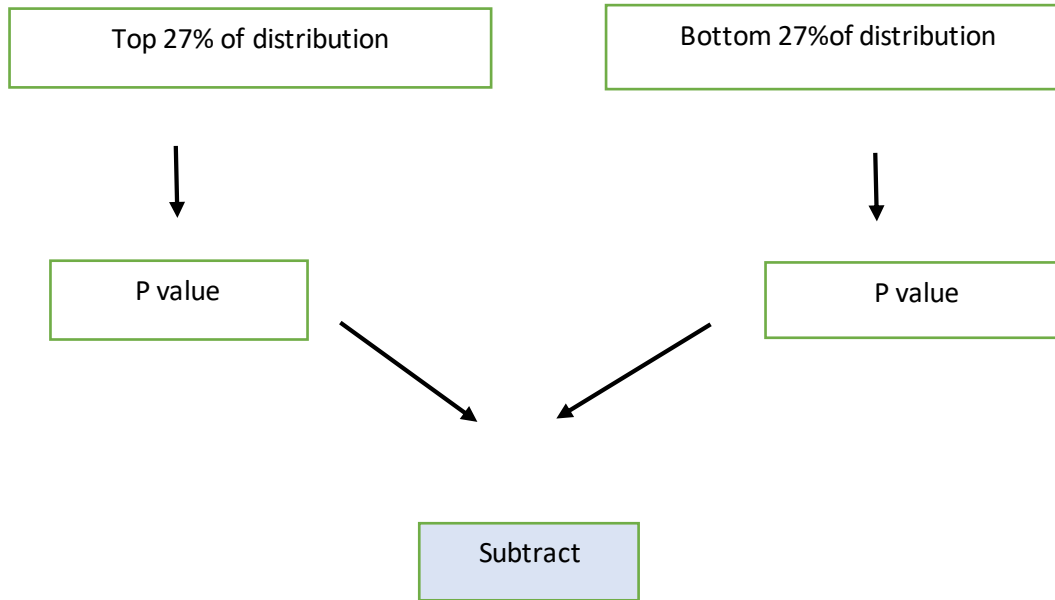 Top 27% of distribution
Bottom 27%of distribution
P value
P value
Subtract